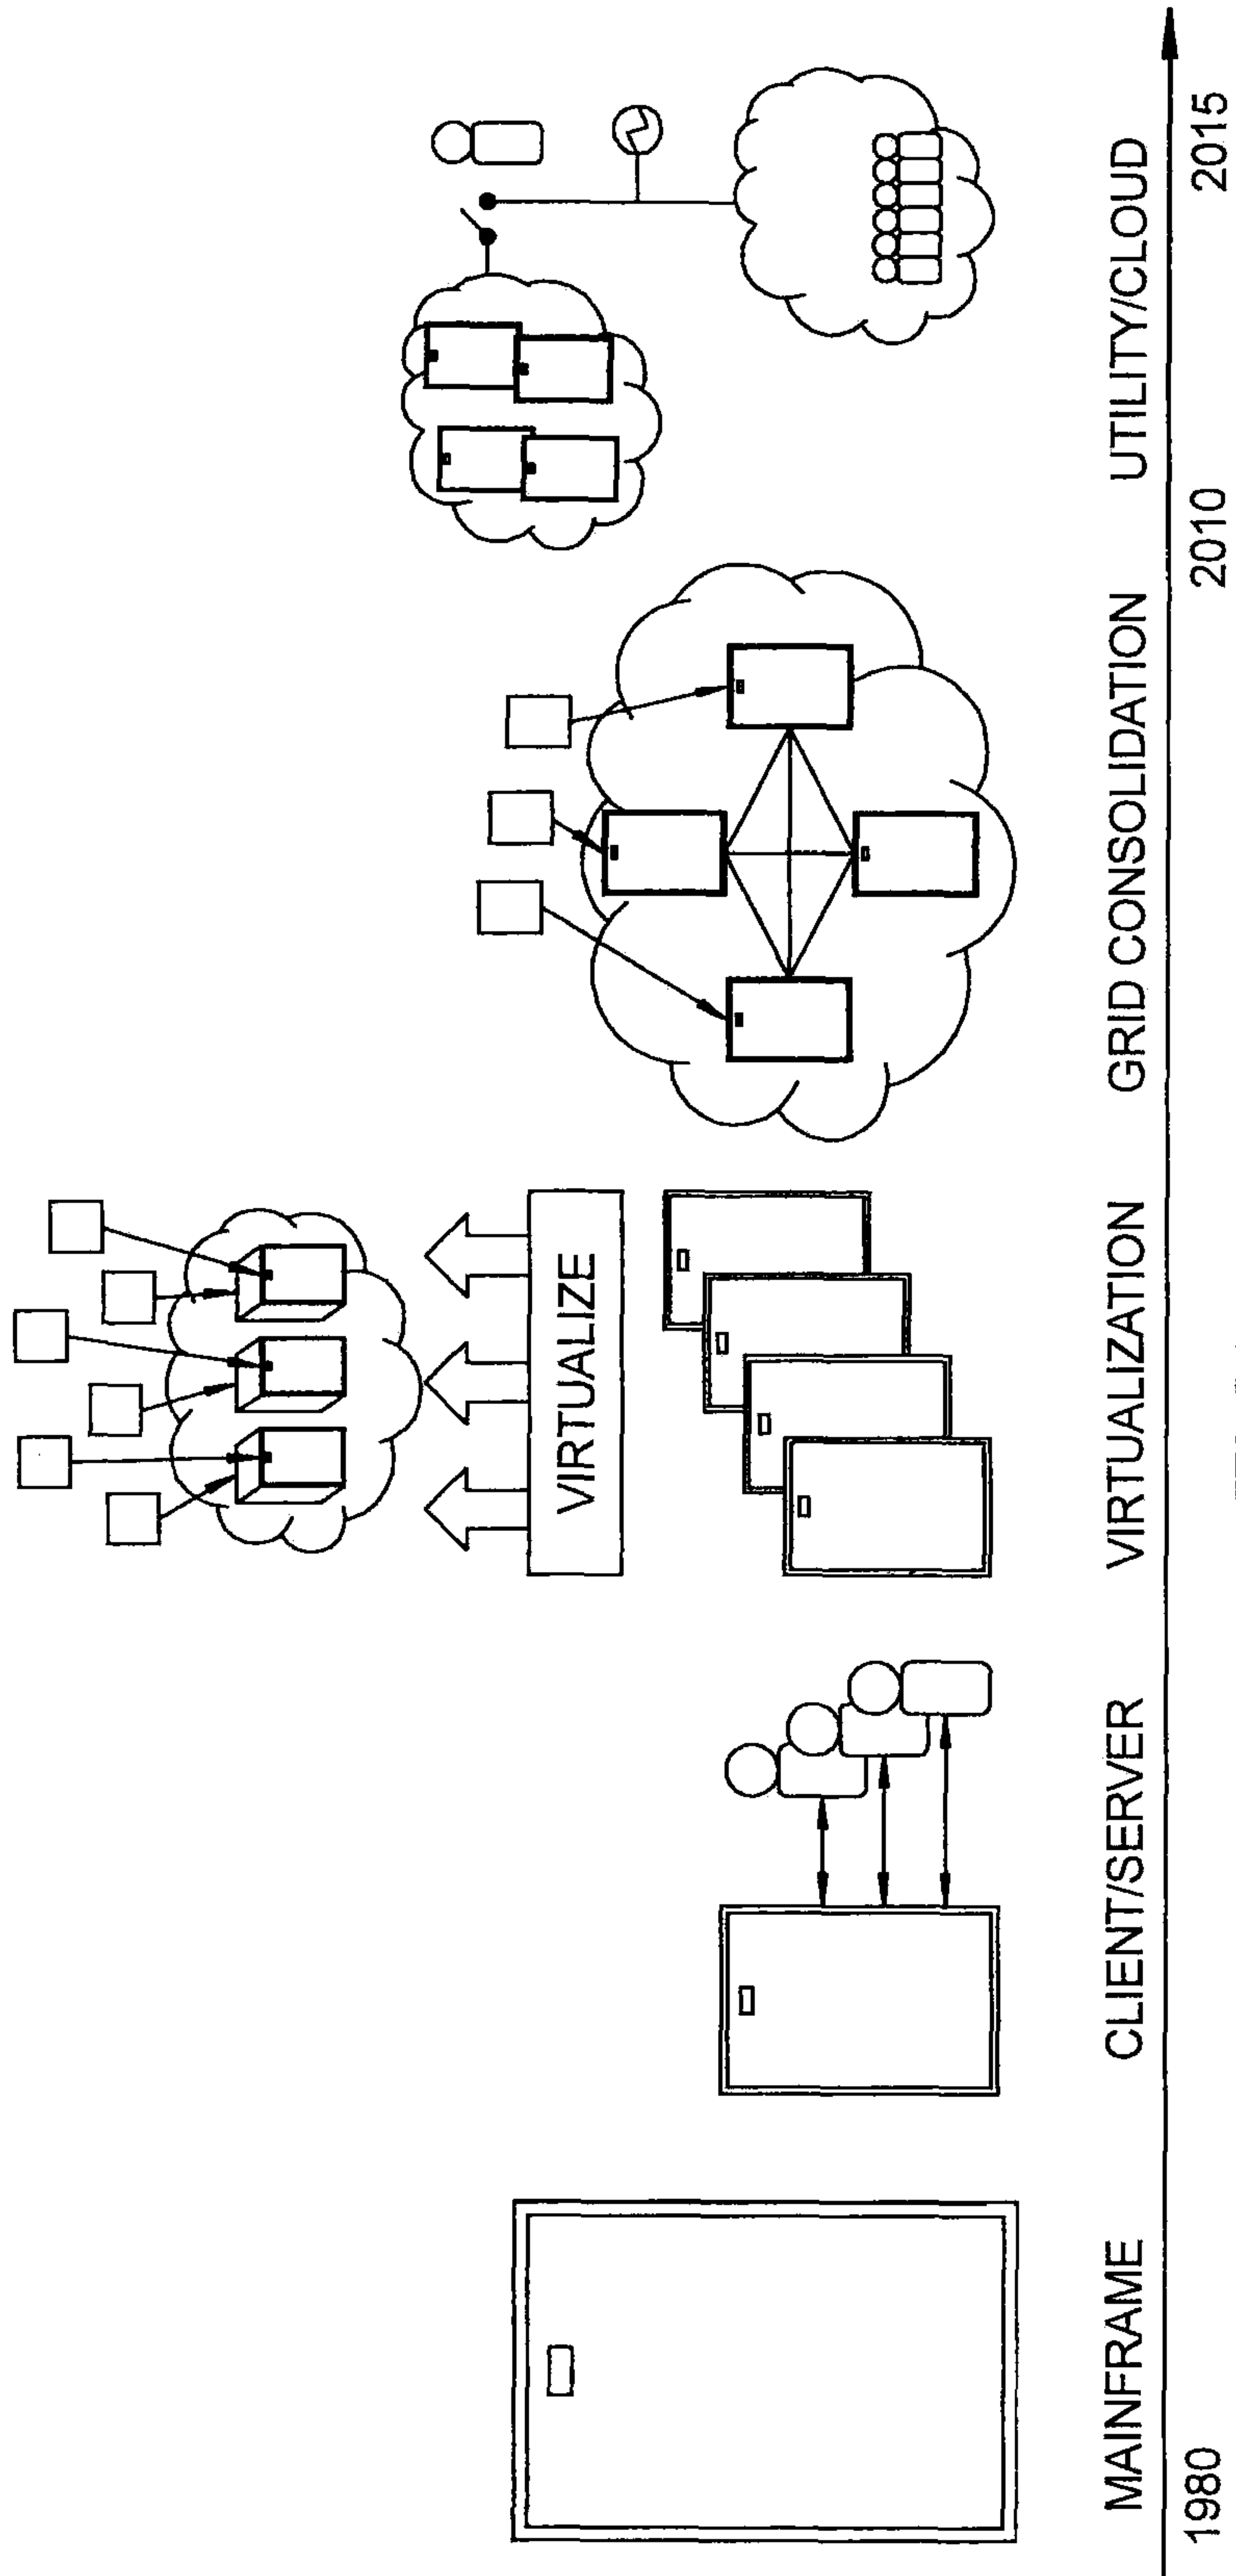 VIRTUALIZE
MAINFRAME CLIENT/SERVER VIRTUALIZATION GRID CONSOLIDATION UTILITY/CLOUD
1980 2010 2015